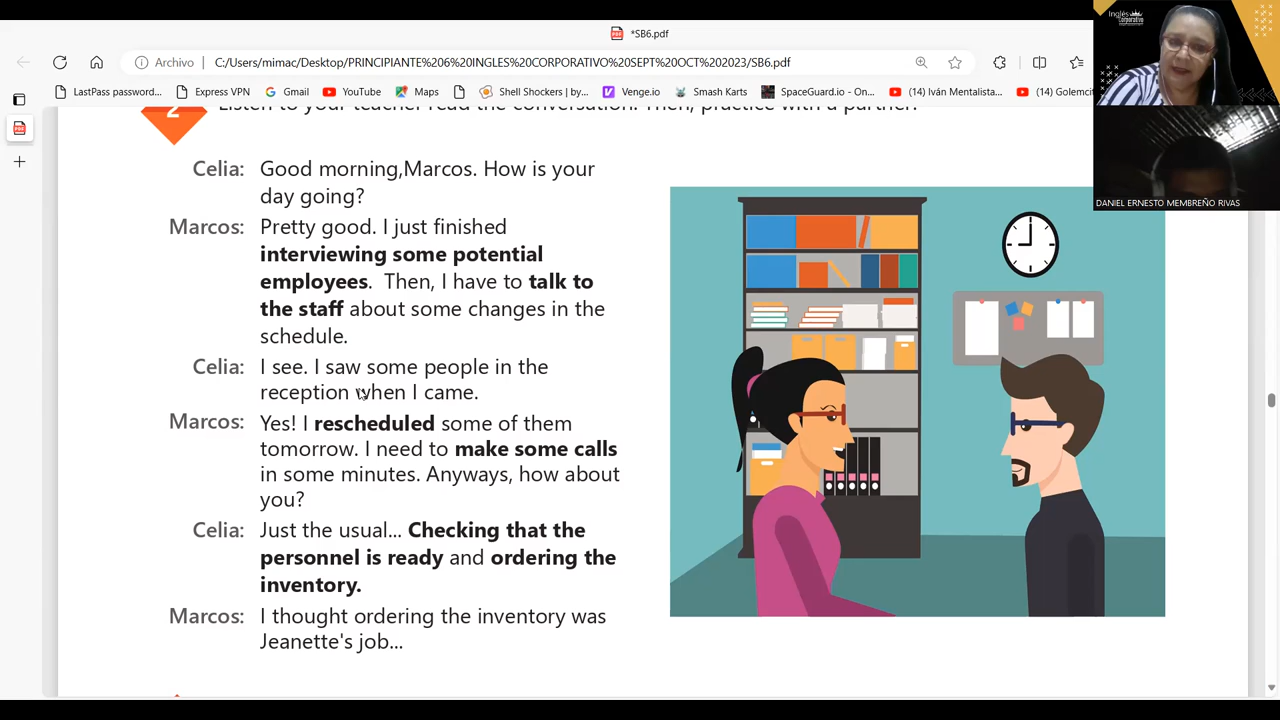 *SB6.pdf
Archivo
C:/Users/mimac/Desktop/PRINCIPIANTE%206%20INGLES%20CORPORATIVO%20SEPT%20OCT%202023/SB6.pdf
LastPass password...
Express VPN
Gmail
YouTube
Maps
Shell Shockers | by...
Venge.io
Smash Karts
SpaceGuard.io - On...
(14) Iván Mentalista...
(14) Golemcit
Inglés
Corporativo
DANIEL ERNESTO MEMBREÑO RIVAS
2 Listen to your teacher read the conversation. Then, practice with a partner.
Celia: Good morning,Marcos. How is your
day going?
Marcos: Pretty good. I just finished
interviewing some potential
employees. Then, I have to talk to
the staff about some changes in the
schedule.
Celia: I see. I saw some people in the
reception when I came.
Marcos: Yes! I rescheduled some of them
tomorrow. I need to make some calls
in some minutes. Anyways, how about
you?
Celia: Just the usual... Checking that the
personnel is ready and ordering the
inventory.
Marcos: I thought ordering the inventory was
Jeanette's job...